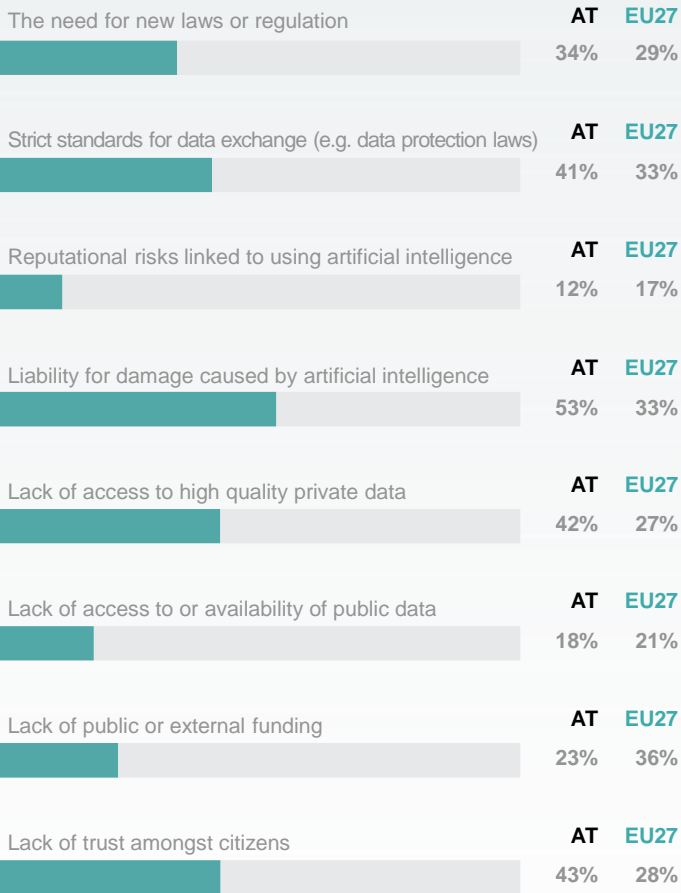 The need for new laws or regulation AT EU27
34% 29%
Strict standards for data exchange (e.g. data protection laws) AT EU27
41% 33%
Reputational risks linked to using artificial intelligence AT EU27
12% 17%
Liability for damage caused by artificial intelligence AT EU27
53% 33%
Lack of access to high quality private data AT EU27
42% 27%
Lack of access to or availability of public data AT EU27
18% 21%
Lack of public or external funding AT EU27
23% 36%
Lack of trust amongst citizens AT EU27
43% 28%